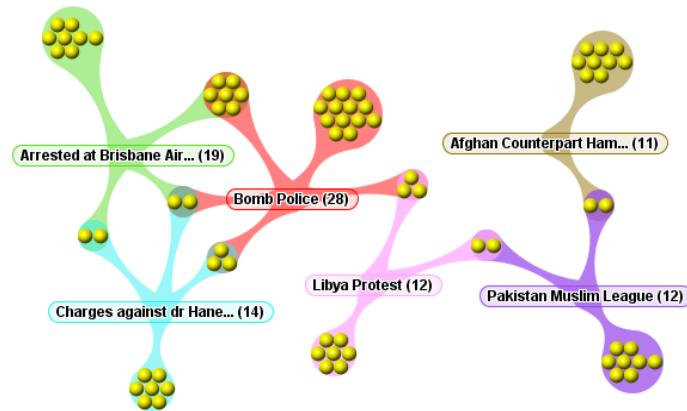 Afghan Counterpart Ham... (11)
Arrested at Brisbane Air... (19)
Bomb Police (28)
Libya Protest (12)
Pakistan Muslim League (12)
Charges against dr Hane... (14)